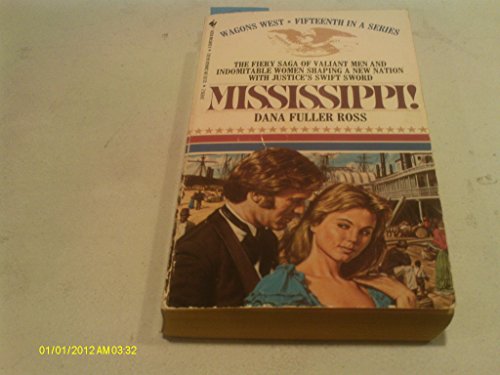 WAGONS WEST • FIFTEENTH IN A SERIES
THE FIERY SAGA OF VALIANT MEN AND
INDOMITABLE WOMEN SHAPING A NEW NATION
WITH JUSTICE'S SWIFT SWORD
MISSISSIPPI!
DANA FULLER ROSS
01/01/2012 AM 03:32